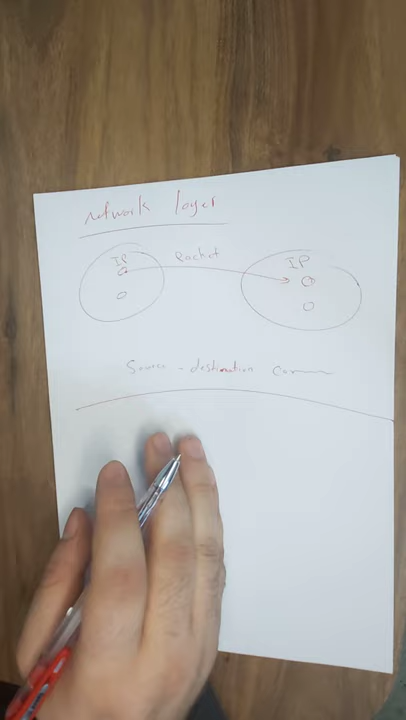 network layer
IP
Packet
IP
Source - destination